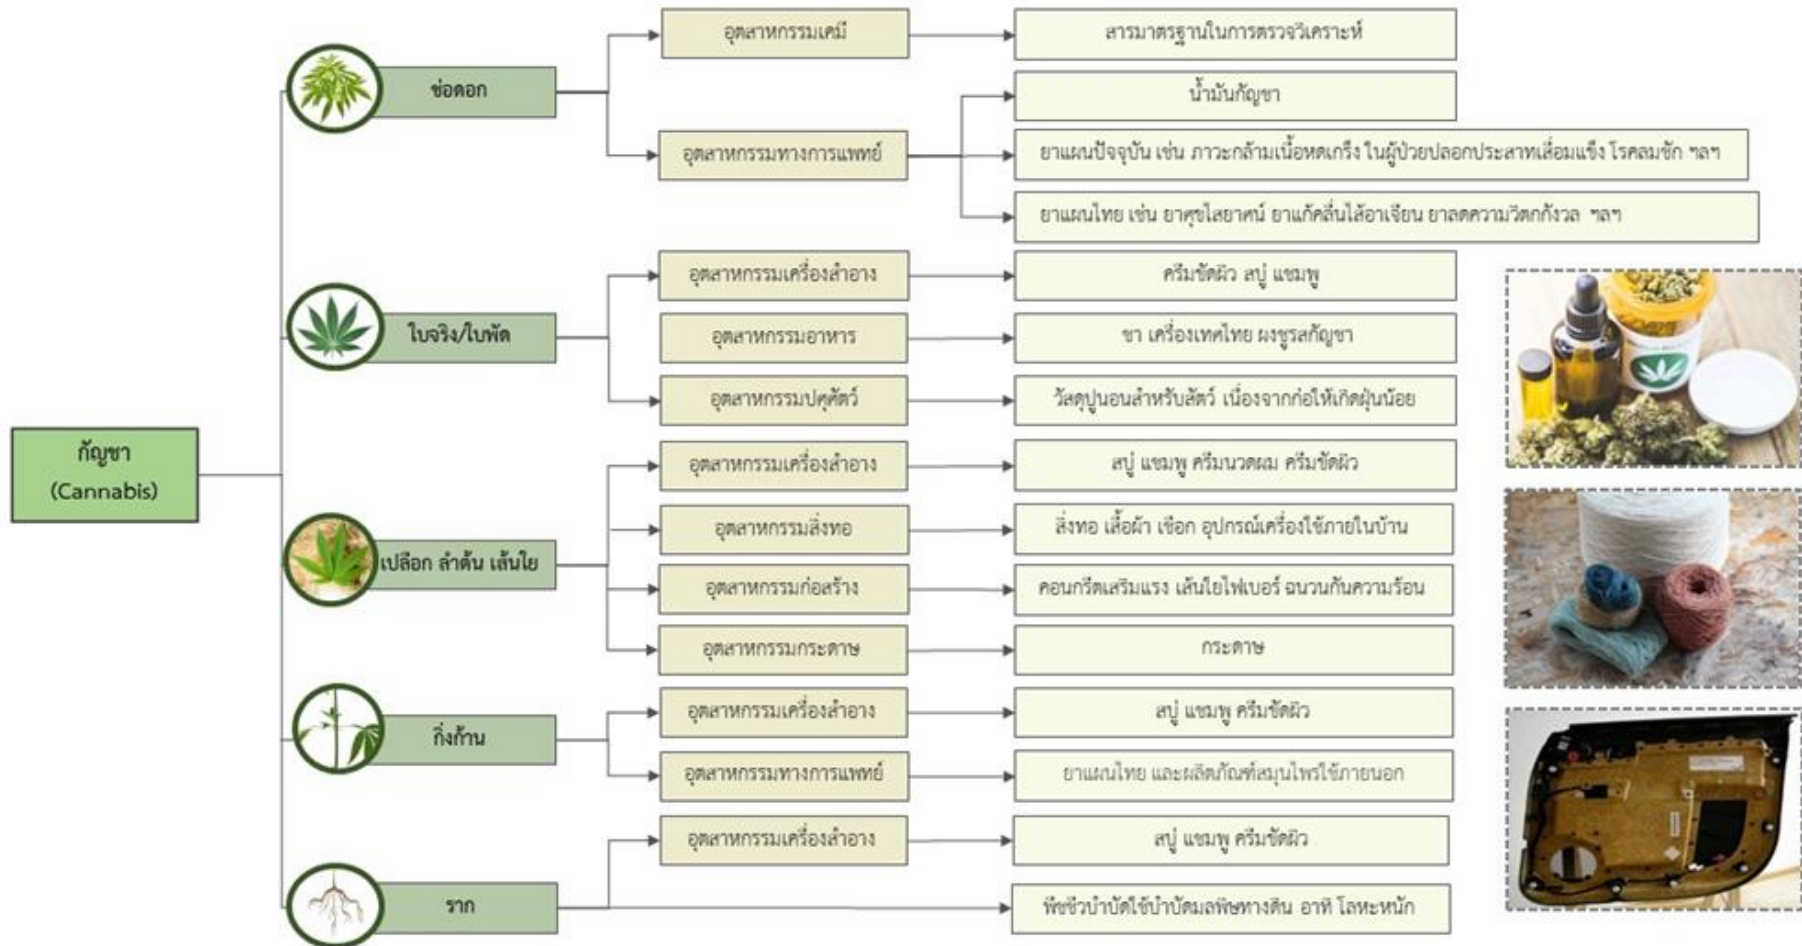 กัญชา
(Cannabis)
ช่อดอก
อุตสาหกรรมเคมี
สารมาตรฐานในการตรวจวิเคราะห์
อุตสาหกรรมทางการแพทย์
น้ำมันกัญชา
ยาแผนปัจจุบัน เช่น ภาวะกล้ามเนื้อหดเกร็ง ในผู้ป่วยปลอกประสาทเสื่อมแข็ง โรคลมชัก ฯลฯ
ยาแผนไทย เช่น ยาศุขไสยาศน์ ยาแก้คลื่นไส้อาเจียน ยาลดความวิตกกังวล ฯลฯ
ใบจริง/ใบพัด
อุตสาหกรรมเครื่องสำอาง
ครีมขัดผิว สบู่ แชมพู
อุตสาหกรรมอาหาร
ชา เครื่องเทศไทย ผงชูรสกัญชา
อุตสาหกรรมปศุสัตว์
วัสดุปูนอนสำหรับสัตว์ เนื่องจากก่อให้เกิดฝุ่นน้อย
เปลือก ลำต้น เส้นใย
อุตสาหกรรมเครื่องสำอาง
สบู่ แชมพู ครีมนวดผม ครีมขัดผิว
อุตสาหกรรมสิ่งทอ
สิ่งทอ เสื้อผ้า เชือก อุปกรณ์เครื่องใช้ภายในบ้าน
อุตสาหกรรมก่อสร้าง
คอนกรีตเสริมแรง เส้นใยไฟเบอร์ ฉนวนกันความร้อน
อุตสาหกรรมกระดาษ
กระดาษ
กิ่งก้าน
อุตสาหกรรมเครื่องสำอาง
สบู่ แชมพู ครีมขัดผิว
อุตสาหกรรมทางการแพทย์
ยาแผนไทย และผลิตภัณฑ์สมุนไพรใช้ภายนอก
ราก
อุตสาหกรรมเครื่องสำอาง
สบู่ แชมพู ครีมขัดผิว
พืชชีวบำบัดใช้บำบัดมลพิษทางดิน อาทิ โลหะหนัก